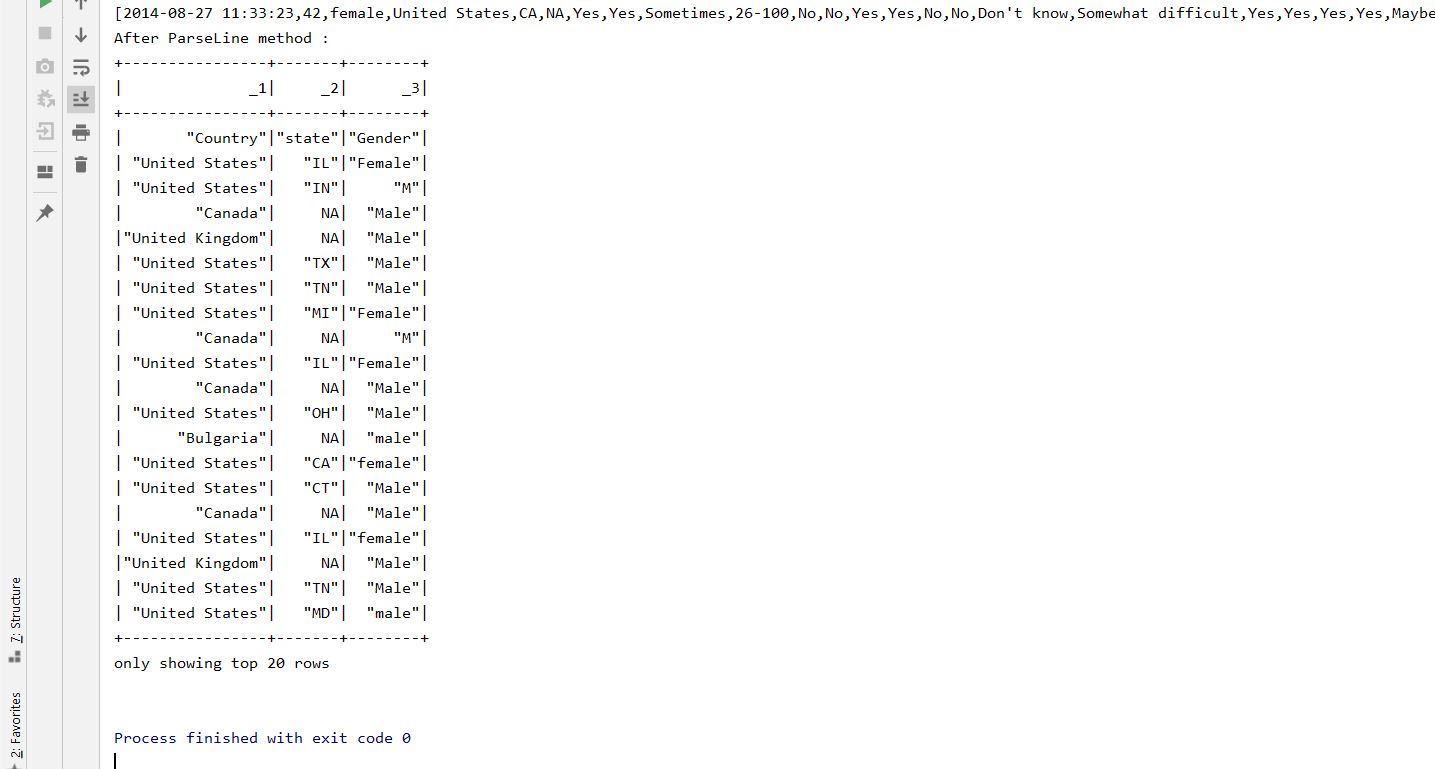 [2014-08-27 11:33:23,42,female,United States,CA,NA,Yes,Yes,Sometimes,26-100,No,No,Yes,Yes,No,No,Don't know,Somewhat difficult,Yes,Yes,Yes,Yes,Maybe
After ParseLine method :
+----------------+-------+--------+
|              _1|     _2|      _3|
+----------------+-------+--------+
|       "Country"|"state"|"Gender"|
| "United States"|   "IL"|"Female"|
| "United States"|   "IN"|     "M"|
|        "Canada"|     NA|  "Male"|
|"United Kingdom"|     NA|  "Male"|
| "United States"|   "TX"|  "Male"|
| "United States"|   "TN"|  "Male"|
| "United States"|   "MI"|"Female"|
|        "Canada"|     NA|     "M"|
| "United States"|   "IL"|"Female"|
|        "Canada"|     NA|  "Male"|
| "United States"|   "OH"|  "Male"|
|      "Bulgaria"|     NA|  "male"|
| "United States"|   "CA"|"female"|
| "United States"|   "CT"|  "Male"|
|        "Canada"|     NA|  "Male"|
| "United States"|   "IL"|"female"|
|"United Kingdom"|     NA|  "Male"|
| "United States"|   "TN"|  "Male"|
| "United States"|   "MD"|  "male"|
+----------------+-------+--------+
only showing top 20 rows
Process finished with exit code 0
7: Structure
2: Favorites